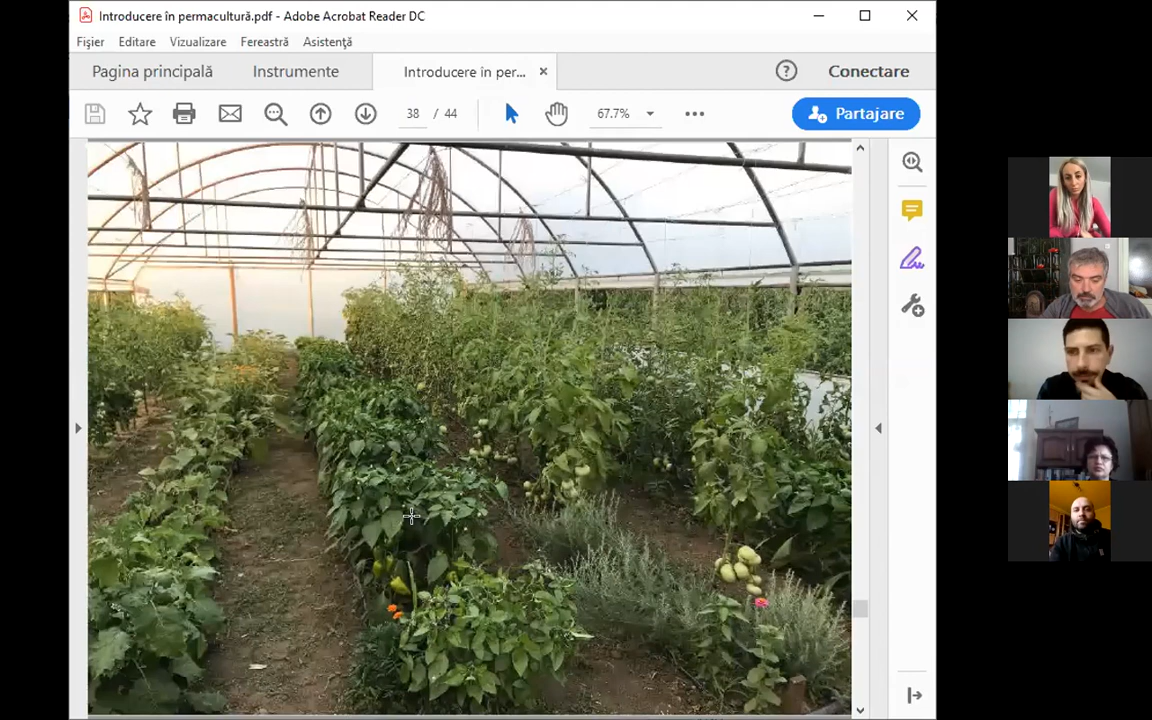 Introducere în permacultură.pdf - Adobe Acrobat Reader DC
Fișier Editare Vizualizare Fereastră Asistență
Pagina principală Instrumente Introducere în per...
38 / 44 67.7% Partajare
Conectare